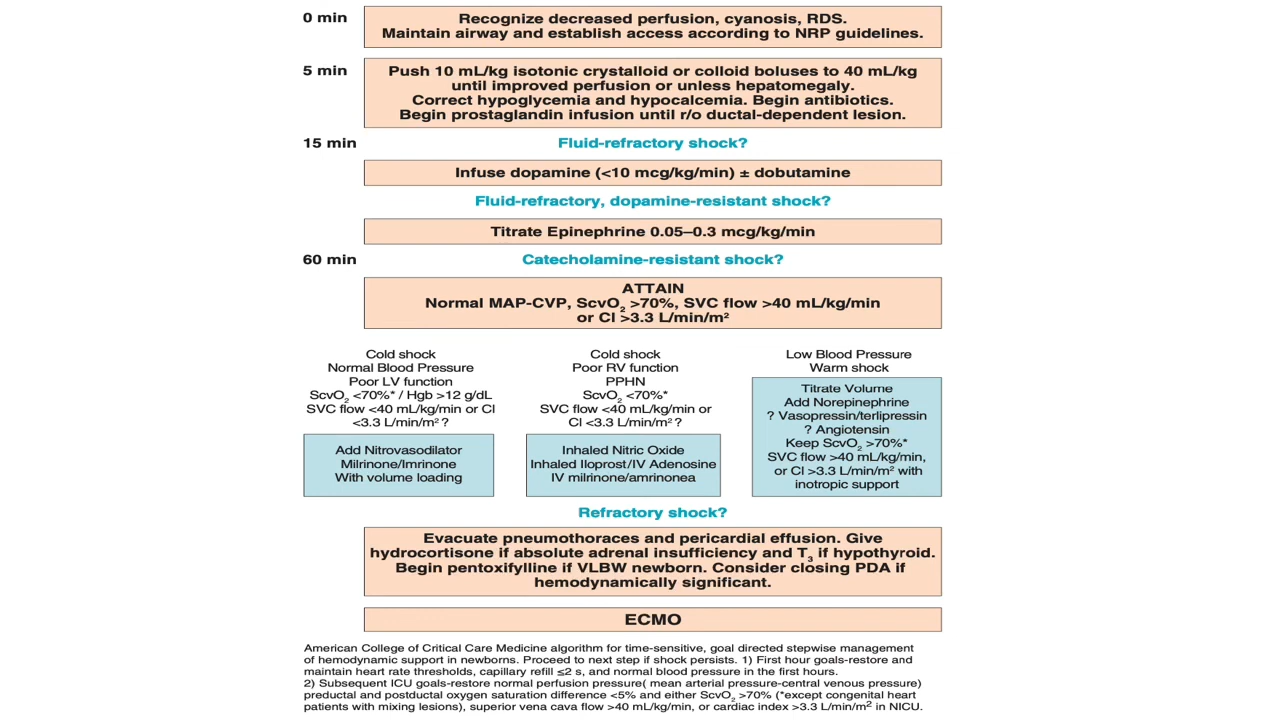 0 min
Recognize decreased perfusion, cyanosis, RDS.
Maintain airway and establish access according to NRP guidelines.
5 min
Push 10 mL/kg isotonic crystalloid or colloid boluses to 40 mL/kg
until improved perfusion or unless hepatomegaly.
Correct hypoglycemia and hypocalcemia. Begin antibiotics.
Begin prostaglandin infusion until r/o ductal-dependent lesion.
15 min
Fluid-refractory shock?
Infuse dopamine (<10 mcg/kg/min) ± dobutamine
Fluid-refractory, dopamine-resistant shock?
Titrate Epinephrine 0.05–0.3 mcg/kg/min
60 min
Catecholamine-resistant shock?
ATTAIN
Normal MAP-CVP, ScvO₂ >70%, SVC flow >40 mL/kg/min
or Cl >3.3 L/min/m²
Cold shock
Normal Blood Pressure
Poor LV function
ScvO₂ <70%* / Hgb >12 g/dL
SVC flow <40 mL/kg/min or Cl
<3.3 L/min/m² ?
Add Nitrovasodilator
Milrinone/Imrinone
With volume loading
Cold shock
Poor RV function
PPHN
ScvO₂ <70%*
SVC flow <40 mL/kg/min or
Cl <3.3 L/min/m² ?
Inhaled Nitric Oxide
Inhaled Iloprost/IV Adenosine
IV milrinone/amrinonea
Low Blood Pressure
Warm shock
Titrate Volume
Add Norepinephrine
? Vasopressin/terlipressin
? Angiotensin
Keep ScvO₂ >70%*
SVC flow >40 mL/kg/min,
or Cl >3.3 L/min/m² with
inotropic support
Refractory shock?
Evacuate pneumothoraces and pericardial effusion. Give
hydrocortisone if absolute adrenal insufficiency and T₃ if hypothyroid.
Begin pentoxifylline if VLBW newborn. Consider closing PDA if
hemodynamically significant.
ECMO
American College of Critical Care Medicine algorithm for time-sensitive, goal directed stepwise management
of hemodynamic support in newborns. Proceed to next step if shock persists. 1) First hour goals-restore and
maintain heart rate thresholds, capillary refill ≤2 s, and normal blood pressure in the first hours.
2) Subsequent ICU goals-restore normal perfusion pressure( mean arterial pressure-central venous pressure)
preductal and postductal oxygen saturation difference <5% and either ScvO₂ >70% (*except congenital heart
patients with mixing lesions), superior vena cava flow >40 mL/kg/min, or cardiac index >3.3 L/min/m² in NICU.